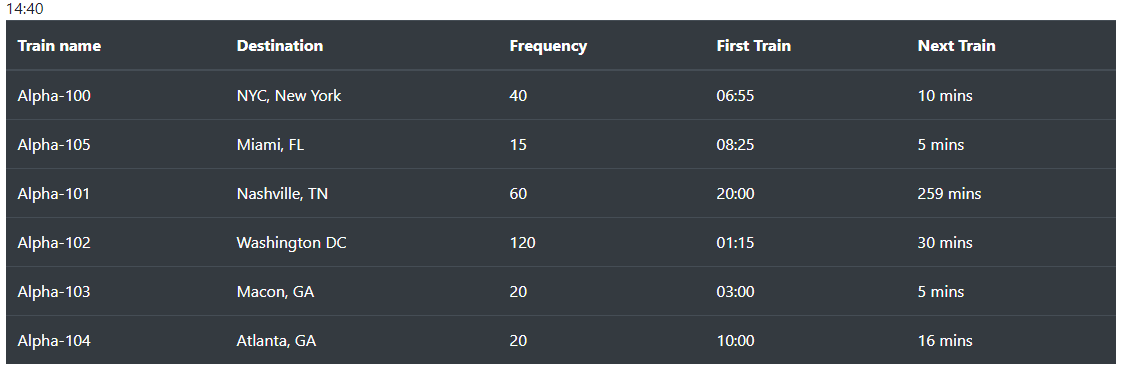 14:40
Train name Destination Frequency First Train Next Train
Alpha-100 NYC, New York 40 06:55 10 mins
Alpha-105 Miami, FL 15 08:25 5 mins
Alpha-101 Nashville, TN 60 20:00 259 mins
Alpha-102 Washington DC 120 01:15 30 mins
Alpha-103 Macon, GA 20 03:00 5 mins
Alpha-104 Atlanta, GA 20 10:00 16 mins